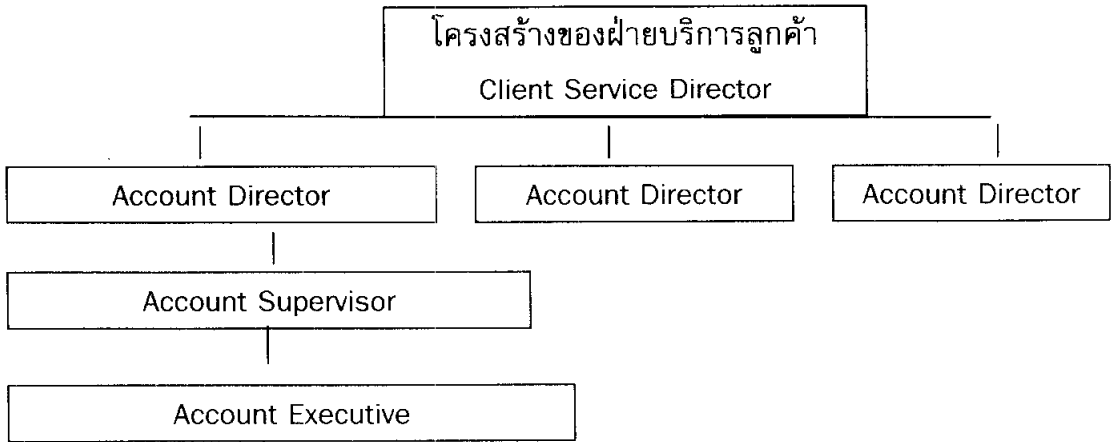 โครงสร้างของฝ่ายบริการลูกค้า
Client Service Director
Account Director
Account Director
Account Director
Account Supervisor
Account Executive